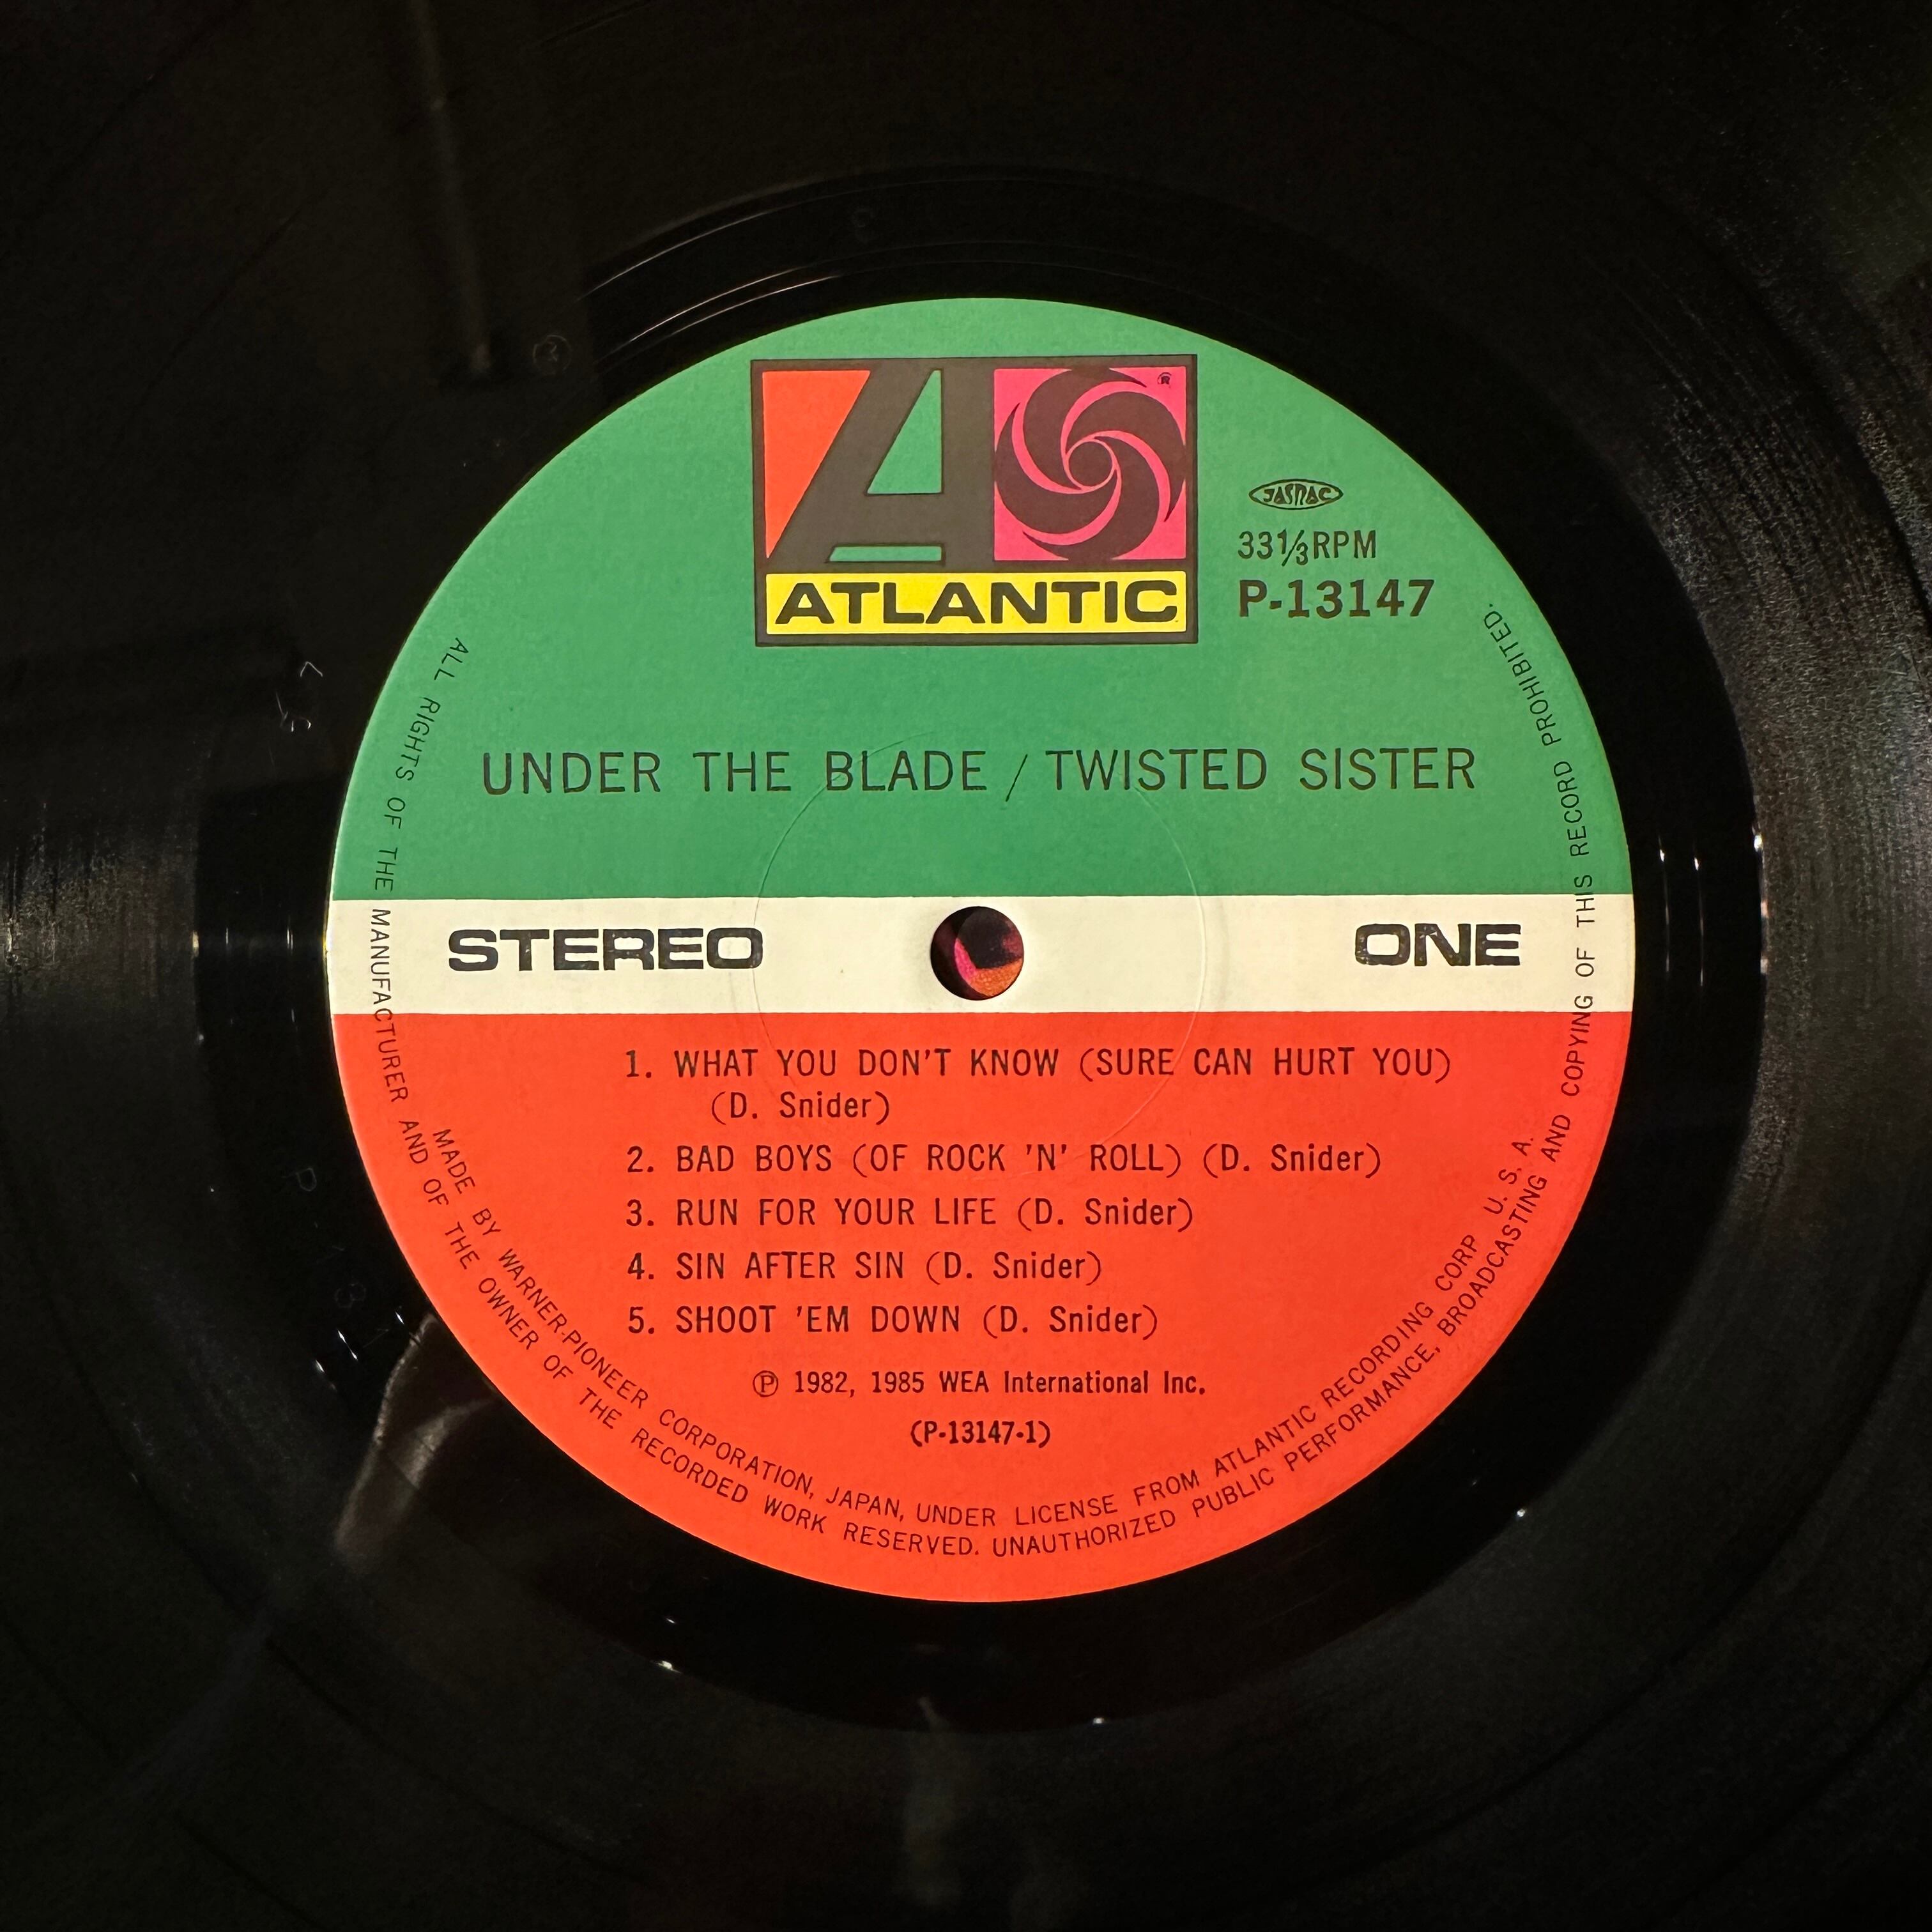 ATLANTIC
®
JASRAC
33⅓RPM
P-13147
UNDER THE BLADE / TWISTED SISTER
STEREO
ONE
1. WHAT YOU DON'T KNOW (SURE CAN HURT YOU)
(D. Snider)
2. BAD BOYS (OF ROCK 'N' ROLL) (D. Snider)
3. RUN FOR YOUR LIFE (D. Snider)
4. SIN AFTER SIN (D. Snider)
5. SHOOT 'EM DOWN (D. Snider)
Ⓟ 1982, 1985 WEA International Inc.
(P-13147-1)
MADE BY WARNER-PIONEER CORPORATION, JAPAN, UNDER LICENSE FROM ATLANTIC RECORDING CORP U. S. A.
ALL RIGHTS OF THE MANUFACTURER AND OF THE OWNER OF THE RECORDED WORK RESERVED. UNAUTHORIZED PUBLIC PERFORMANCE, BROADCASTING AND COPYING OF THIS RECORD PROHIBITED.